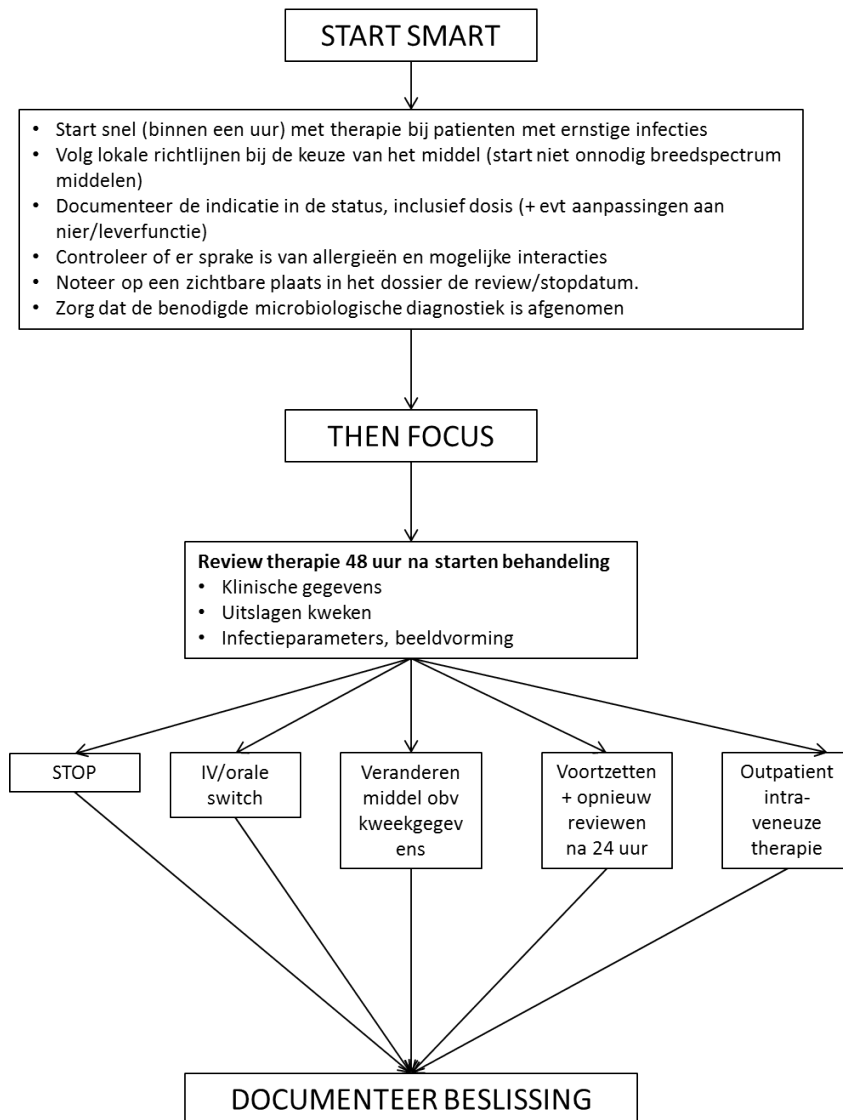 START SMART
• Start snel (binnen een uur) met therapie bij patienten met ernstige infecties
• Volg lokale richtlijnen bij de keuze van het middel (start niet onnodig breedspectrum
middelen)
• Documenteer de indicatie in de status, inclusief dosis (+ evt aanpassingen aan
nier/leverfunctie)
• Controleer of er sprake is van allergieën en mogelijke interacties
• Noteer op een zichtbare plaats in het dossier de review/stopdatum.
• Zorg dat de benodigde microbiologische diagnostiek is afgenomen
THEN FOCUS
Review therapie 48 uur na starten behandeling
• Klinische gegevens
• Uitslagen kweken
• Infectieparameters, beeldvorming
STOP
IV/orale
switch
Veranderen
middel obv
kweekgegev
ens
Voortzetten
+ opnieuw
reviewen
na 24 uur
Outpatient
intra-
veneuze
therapie
DOCUMENTEER BESLISSING